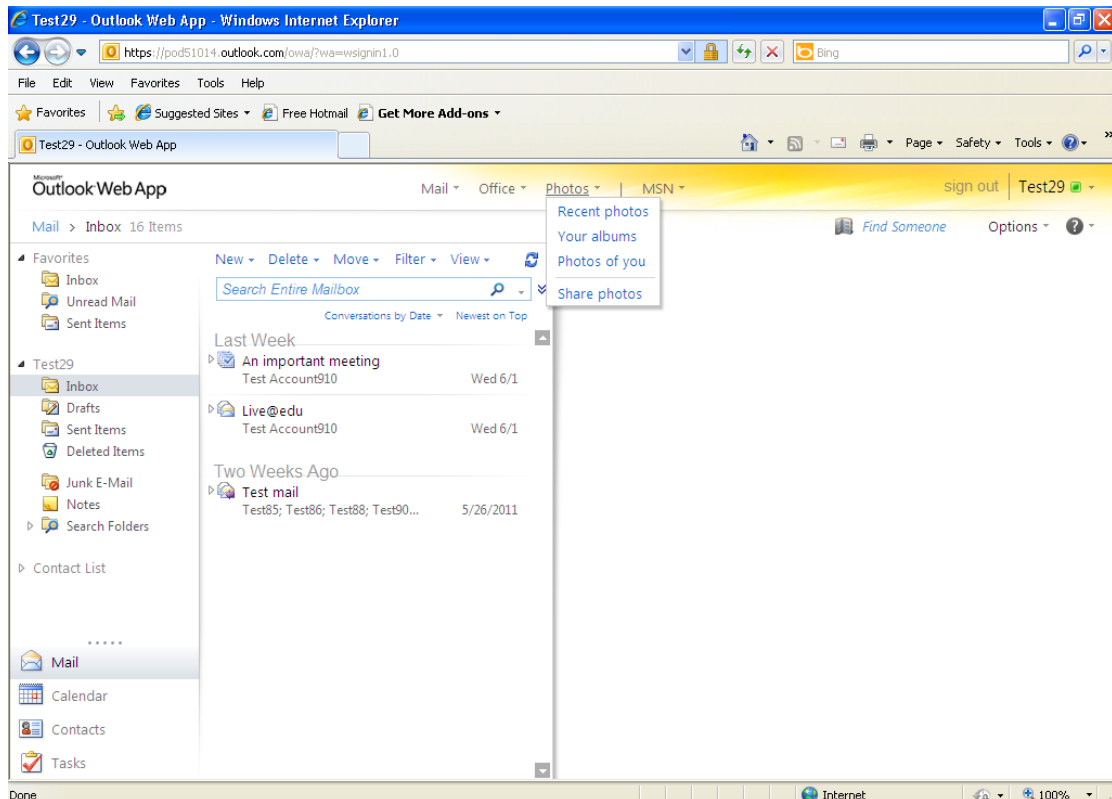 Test29 - Outlook Web App - Windows Internet Explorer
https://pod51014.outlook.com/owa/?wa=wsignin1.0
Bing
File Edit View Favorites Tools Help
Favorites Suggested Sites Free Hotmail Get More Add-ons
Test29 - Outlook Web App
Page Safety Tools
Microsoft
Outlook Web App
Mail Office Photos | MSN
sign out Test29
Mail > Inbox 16 Items
Find Someone Options
Recent photos
Your albums
Photos of you
Share photos
Favorites
Inbox
Unread Mail
Sent Items
Test29
Inbox
Drafts
Sent Items
Deleted Items
Junk E-Mail
Notes
Search Folders
Contact List
Mail
Calendar
Contacts
Tasks
New Delete Move Filter View
Search Entire Mailbox
Conversations by Date Newest on Top
Last Week
An important meeting
Test Account910 Wed 6/1
Live@edu
Test Account910 Wed 6/1
Two Weeks Ago
Test mail
Test85; Test86; Test88; Test90... 5/26/2011
Done Internet 100%